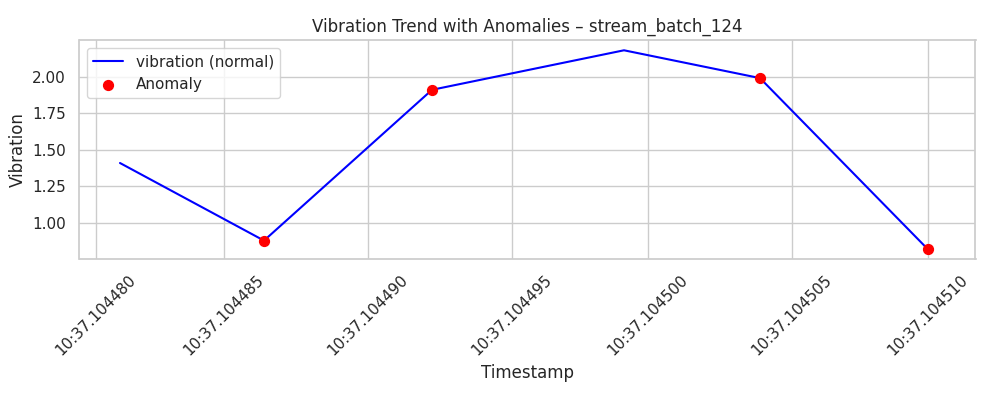 Vibration Trend with Anomalies – stream_batch_124
vibration (normal)
Anomaly
Vibration
2.00
1.75
1.50
1.25
1.00
10:37.104480
10:37.104485
10:37.104490
10:37.104495
10:37.104500
10:37.104505
10:37.104510
Timestamp